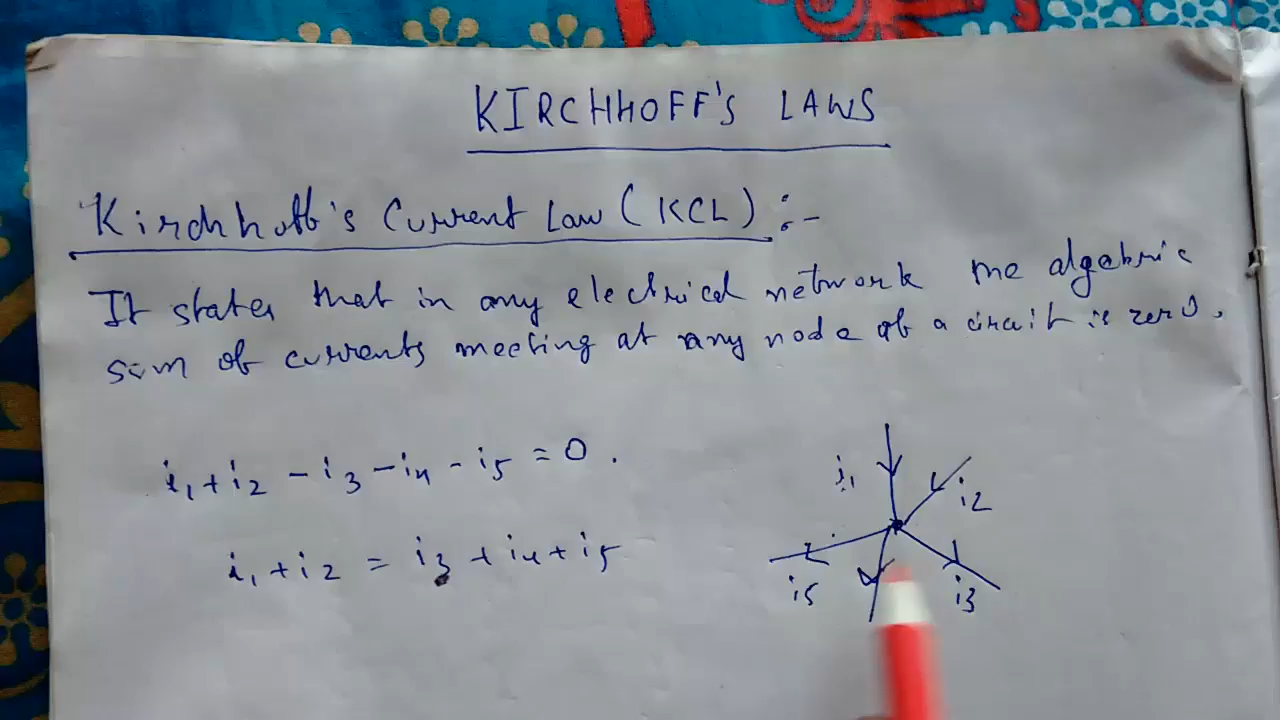 KIRCHHOFF'S LAWS
Kirchhoff's Current Law (KCL) :-
It states that in any electrical network the algebric
sum of currents meeting at any node of a circuit is zero.
i₁ + i₂ - i₃ - i₄ - i₅ = 0.
i₁ + i₂ = i₃ + i₄ + i₅
i₁
i₂
i₅
i₃